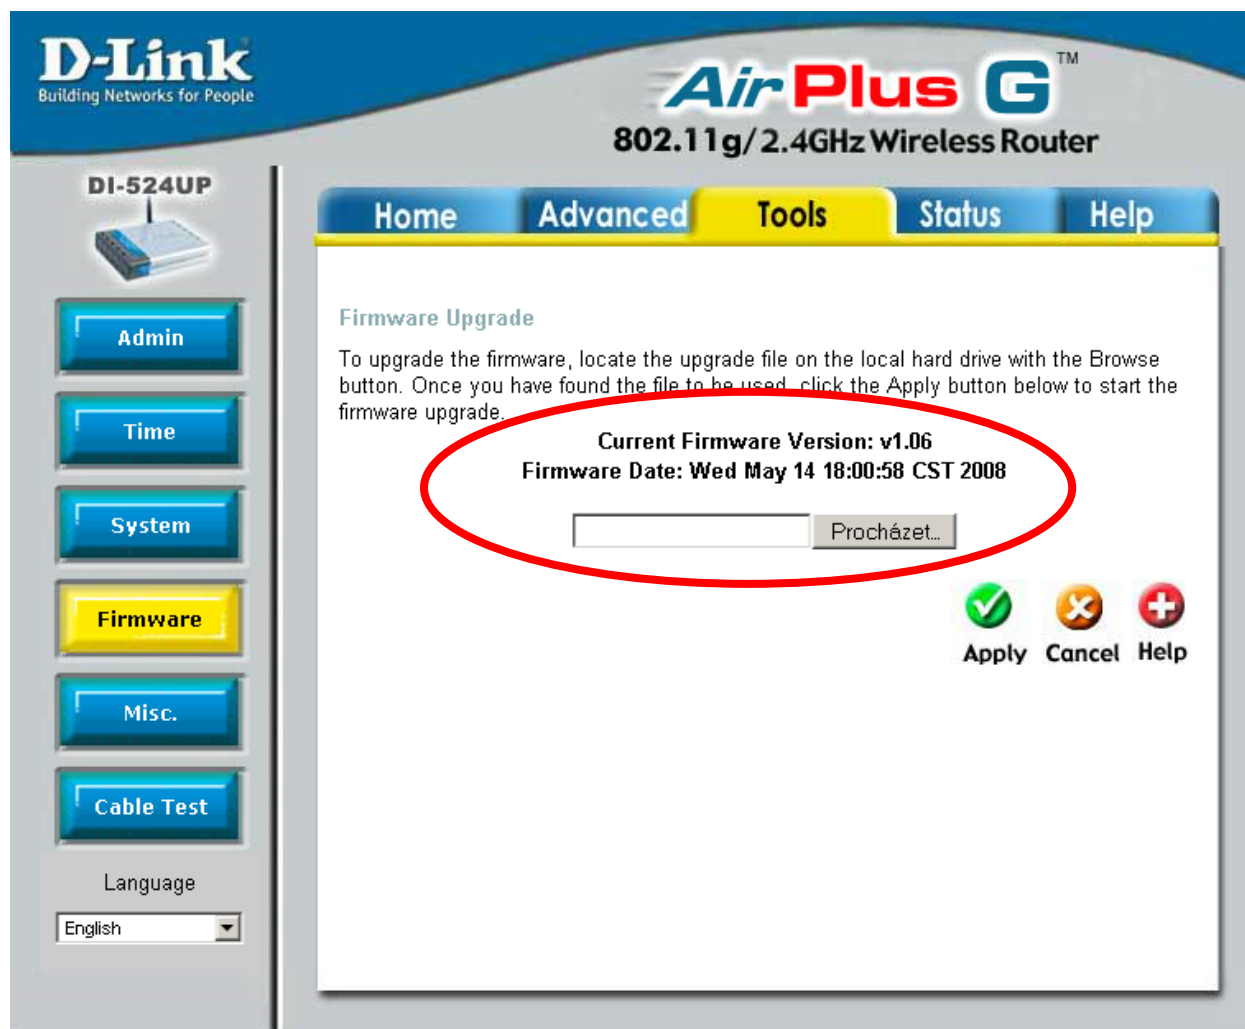 D-Link
Building Networks for People
AirPlus G™
802.11g/2.4GHz Wireless Router
DI-524UP
Home Advanced Tools Status Help
Admin
Time
System
Firmware
Misc.
Cable Test
Language
English
Firmware Upgrade
To upgrade the firmware, locate the upgrade file on the local hard drive with the Browse
button. Once you have found the file to be used, click the Apply button below to start the
firmware upgrade.
Current Firmware Version: v1.06
Firmware Date: Wed May 14 18:00:58 CST 2008
Procházet...
Apply Cancel Help